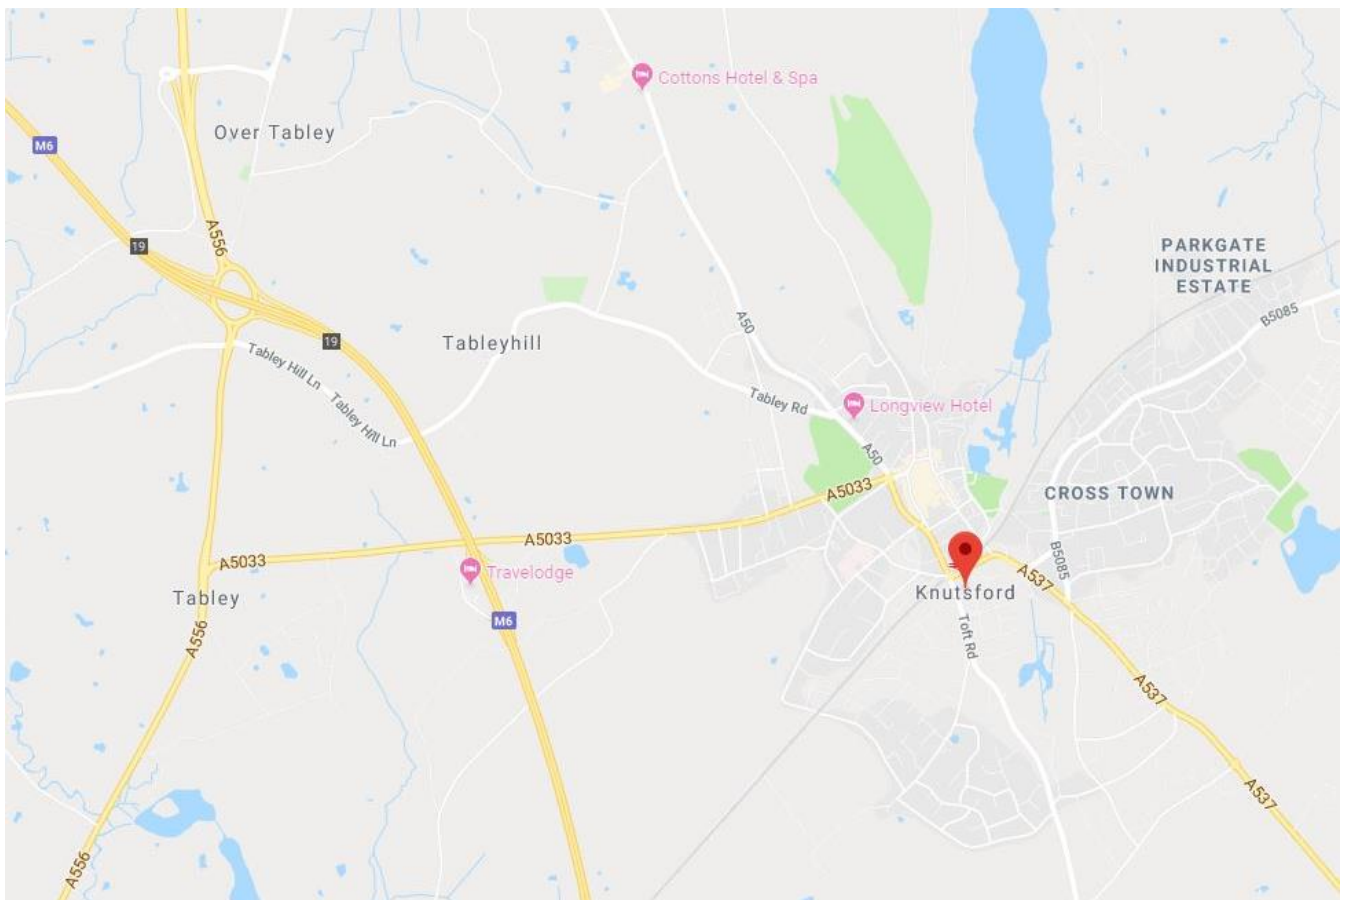 Cottons Hotel & Spa
Over Tabley
M6
A556
19
PARKGATE
INDUSTRIAL
ESTATE
B5085
A50
19
Tableyhill
Tabley Hill Ln
Tabley Hill Ln
Tabley Rd
Longview Hotel
A50
A5033
CROSS TOWN
A5033
A5033
B5085
Travelodge
A537
Tabley
Knutsford
M6
A556
Toft Rd
A537
A537
A556